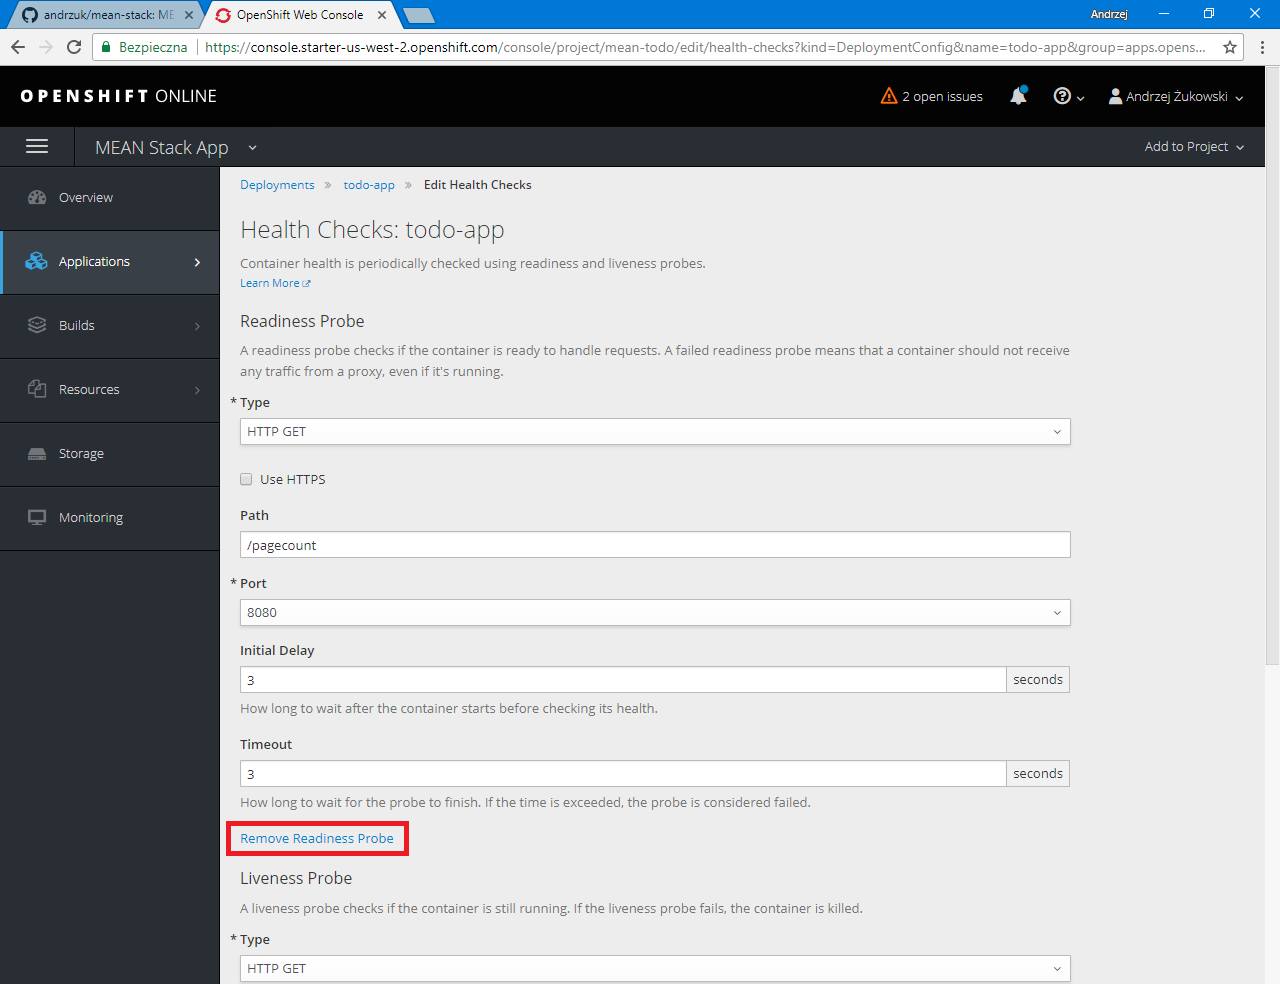 andrzuk/mean-stack: ME
OpenShift Web Console
Andrzej
Bezpieczna
https://console.starter-us-west-2.openshift.com/console/project/mean-todo/edit/health-checks?kind=DeploymentConfig&name=todo-app&group=apps.opens...
OPENSHIFT ONLINE
2 open issues
Andrzej Żukowski
MEAN Stack App
Add to Project
Overview
Applications
Builds
Resources
Storage
Monitoring
Deployments » todo-app » Edit Health Checks
Health Checks: todo-app
Container health is periodically checked using readiness and liveness probes.
Learn More
Readiness Probe
A readiness probe checks if the container is ready to handle requests. A failed readiness probe means that a container should not receive
any traffic from a proxy, even if it's running.
* Type
HTTP GET
Use HTTPS
Path
/pagecount
* Port
8080
Initial Delay
3 seconds
How long to wait after the container starts before checking its health.
Timeout
3 seconds
How long to wait for the probe to finish. If the time is exceeded, the probe is considered failed.
Remove Readiness Probe
Liveness Probe
A liveness probe checks if the container is still running. If the liveness probe fails, the container is killed.
* Type
HTTP GET